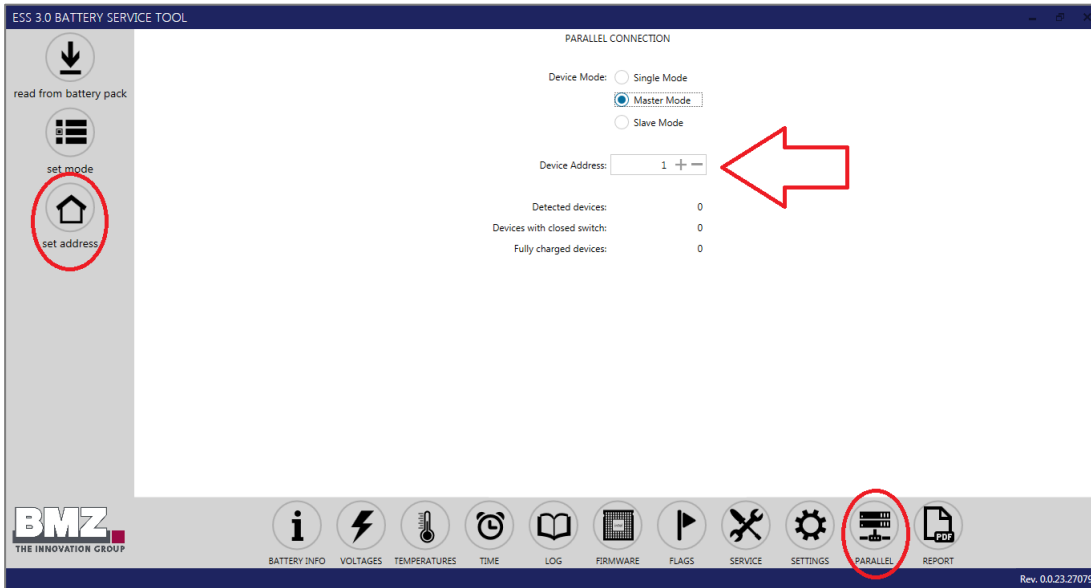 ESS 3.0 BATTERY SERVICE TOOL
read from battery pack
set mode
set address
PARALLEL CONNECTION
Device Mode: Single Mode
Master Mode
Slave Mode
Device Address: 1
Detected devices: 0
Devices with closed switch: 0
Fully charged devices: 0
BMZ
THE INNOVATION GROUP
BATTERY INFO VOLTAGES TEMPERATURES TIME LOG FIRMWARE FLAGS SERVICE SETTINGS PARALLEL PDF REPORT